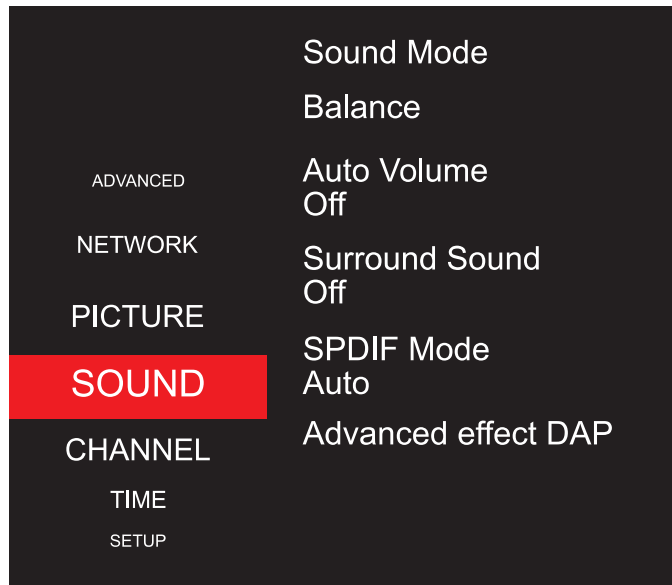 ADVANCED
NETWORK
PICTURE
SOUND
CHANNEL
TIME
SETUP
Sound Mode
Balance
Auto Volume
Off
Surround Sound
Off
SPDIF Mode
Auto
Advanced effect DAP